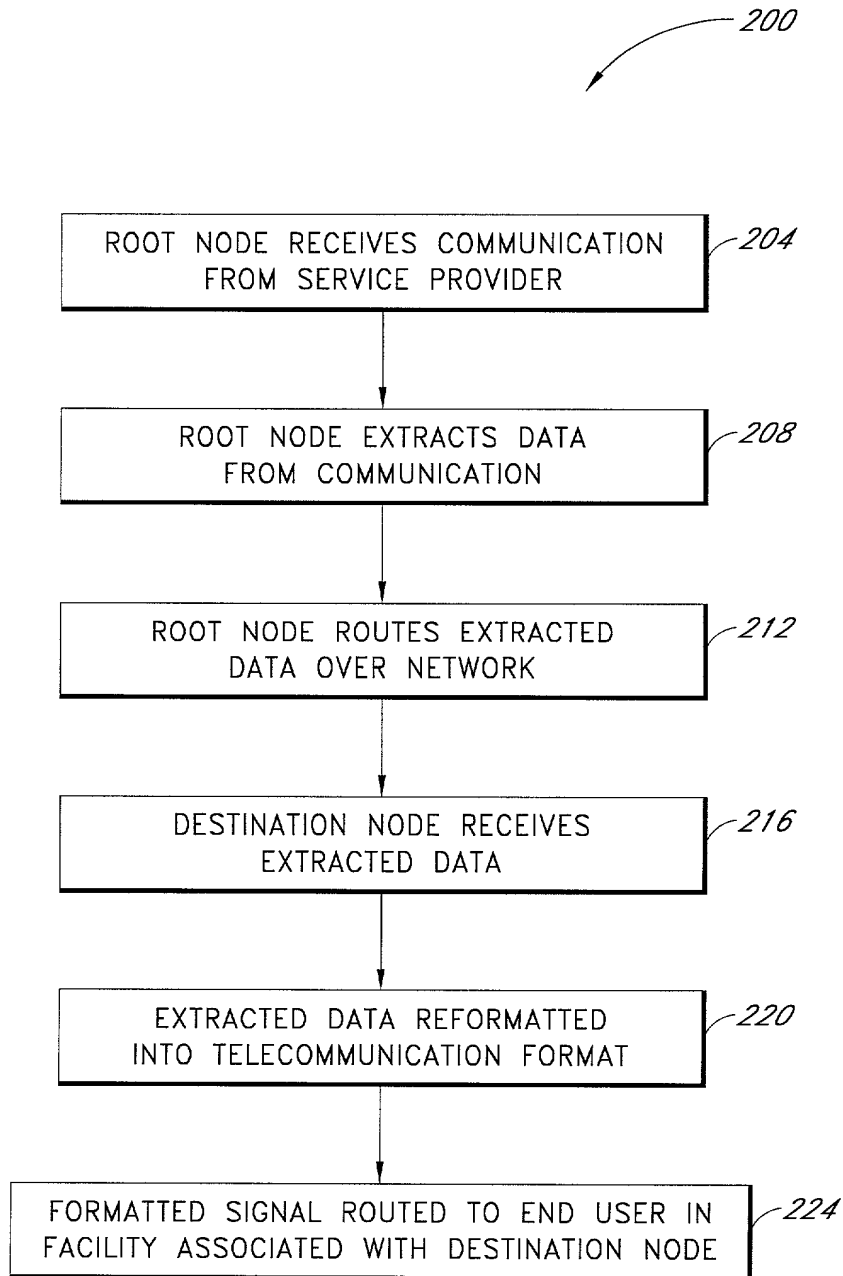 200
ROOT NODE RECEIVES COMMUNICATION
FROM SERVICE PROVIDER
204
ROOT NODE EXTRACTS DATA
FROM COMMUNICATION
208
ROOT NODE ROUTES EXTRACTED
DATA OVER NETWORK
212
DESTINATION NODE RECEIVES
EXTRACTED DATA
216
EXTRACTED DATA REFORMATTED
INTO TELECOMMUNICATION FORMAT
220
FORMATTED SIGNAL ROUTED TO END USER IN
FACILITY ASSOCIATED WITH DESTINATION NODE
224